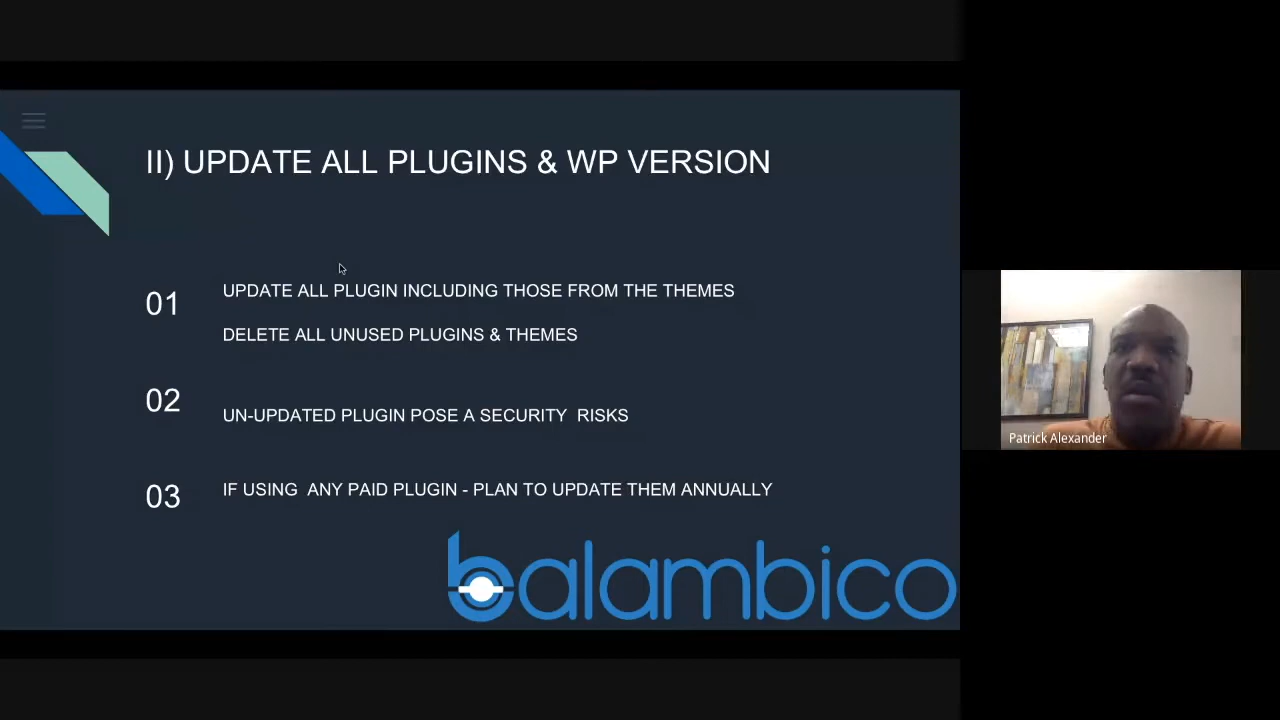 II) UPDATE ALL PLUGINS & WP VERSION
01
UPDATE ALL PLUGIN INCLUDING THOSE FROM THE THEMES
DELETE ALL UNUSED PLUGINS & THEMES
02
UN-UPDATED PLUGIN POSE A SECURITY RISKS
03
IF USING ANY PAID PLUGIN - PLAN TO UPDATE THEM ANNUALLY
balambico
Patrick Alexander